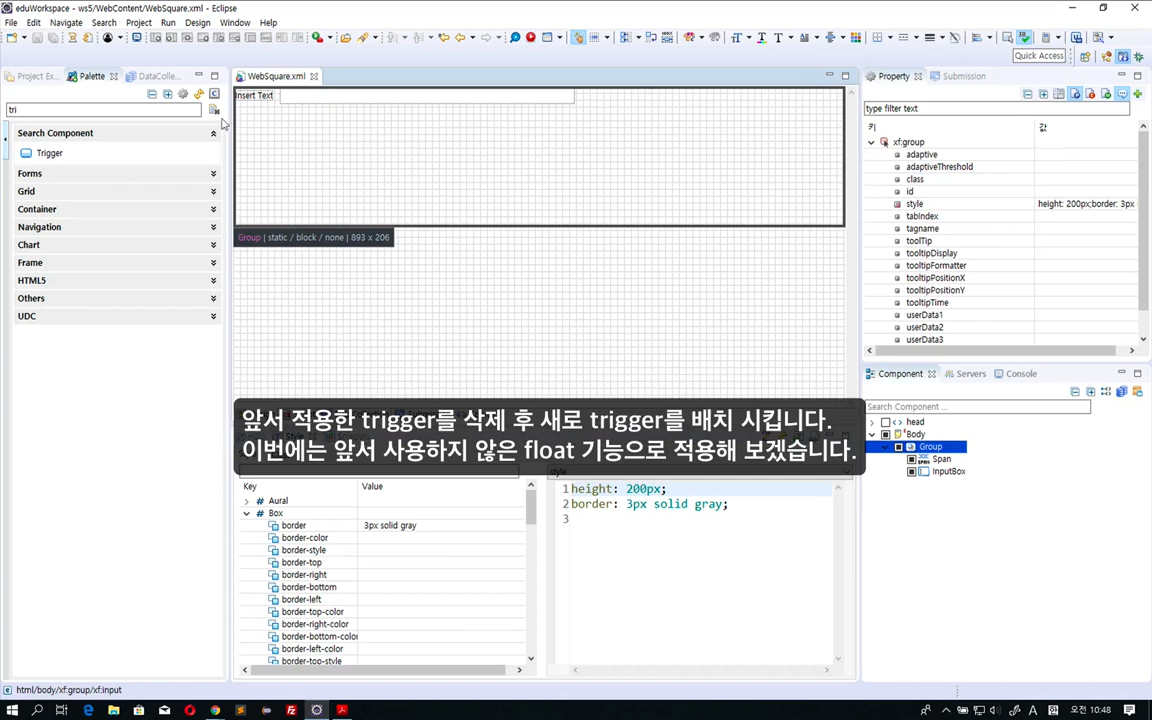 eduWorkspace - ws5/WebContent/WebSquare.xml - Eclipse
File Edit Navigate Search Project Run Design Window Help
Quick Access
Project Ex... Palette DataColle...
WebSquare.xml
Property Submission
tri
type filter text
Insert Text
Search Component
Trigger
Forms
Grid
Container
Navigation
Chart
Frame
HTML5
Others
UDC
Group | static / block / none | 893 x 206
키 값
xf:group
adaptive
adaptiveThreshold
class
id
style height: 200px;border: 3px
tabIndex
tagname
toolTip
tooltipDisplay
tooltipFormatter
tooltipPositionX
tooltipPositionY
tooltipTime
userData1
userData2
userData3
Component Servers Console
Search Component ...
head
Body
Group
Span
InputBox
앞서 적용한 trigger를 삭제 후 새로 trigger를 배치 시킵니다.
이번에는 앞서 사용하지 않은 float 기능으로 적용해 보겠습니다.
style
Key Value
Aural
Box
border 3px solid gray
border-color
border-style
border-top
border-right
border-bottom
border-left
border-top-color
border-right-color
border-bottom-color
border-left-color
border-top-style
1 height: 200px;
2 border: 3px solid gray;
3
html/body/xf:group/xf:input
A 오전 10:48